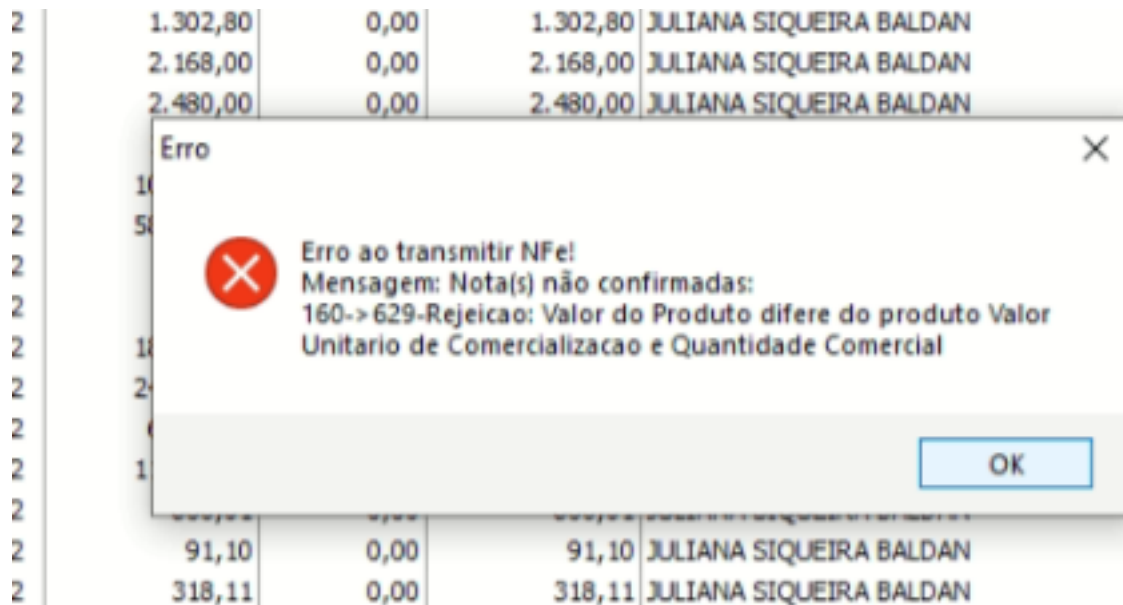 2 1.302,80 0,00 1.302,80 JULIANA SIQUEIRA BALDAN
2 2.168,00 0,00 2.168,00 JULIANA SIQUEIRA BALDAN
2 2.480,00 0,00 2.480,00 JULIANA SIQUEIRA BALDAN
2
Erro
2
2
2
Erro ao transmitir NFe!
Mensagem: Nota(s) não confirmadas:
160->629-Rejeicao: Valor do Produto difere do produto Valor
Unitario de Comercializacao e Quantidade Comercial
2
2
2
2
2
OK
2
2 91,10 0,00 91,10 JULIANA SIQUEIRA BALDAN
2 318,11 0,00 318,11 JULIANA SIQUEIRA BALDAN